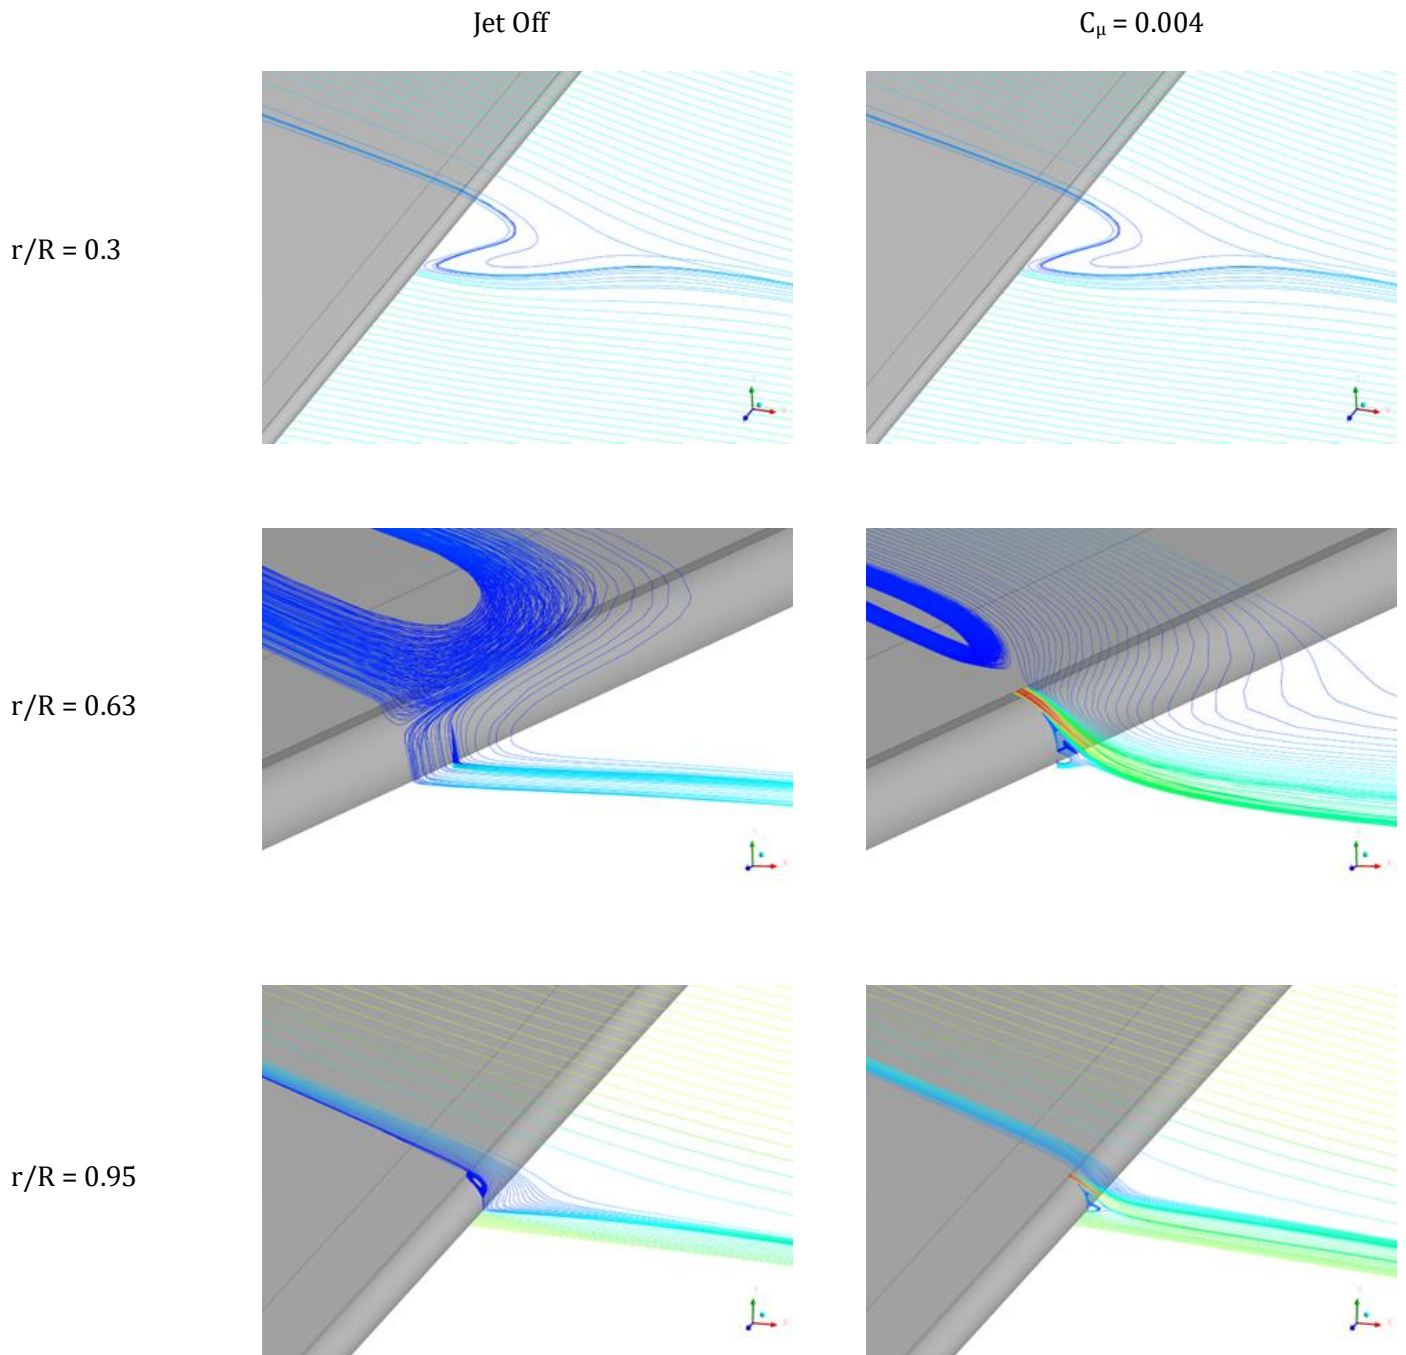 Jet Off
Cμ = 0.004
r/R = 0.3
r/R = 0.63
r/R = 0.95